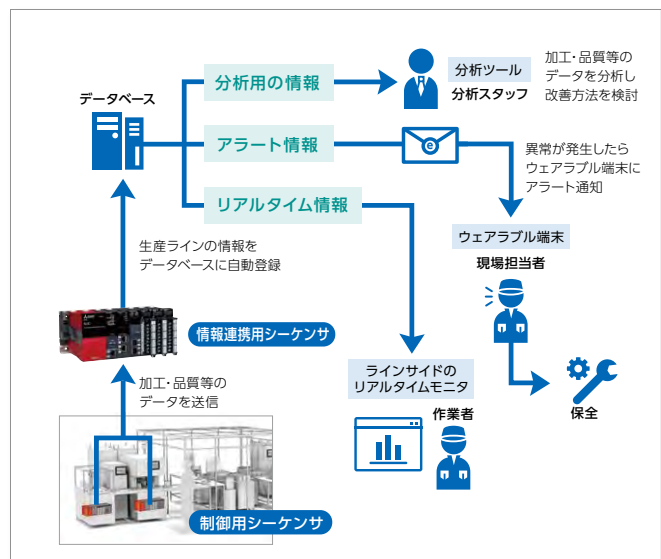 分析用の情報
分析ツール
分析スタッフ
加工・品質等の
データを分析し
改善方法を検討
データベース
アラート情報
e
異常が発生したら
ウェアラブル端末に
アラート通知
リアルタイム情報
ウェアラブル端末
現場担当者
生産ラインの情報を
データベースに自動登録
情報連携用シーケンサ
ラインサイドの
リアルタイムモニタ
作業者
保全
加工・品質等の
データを送信
制御用シーケンサ